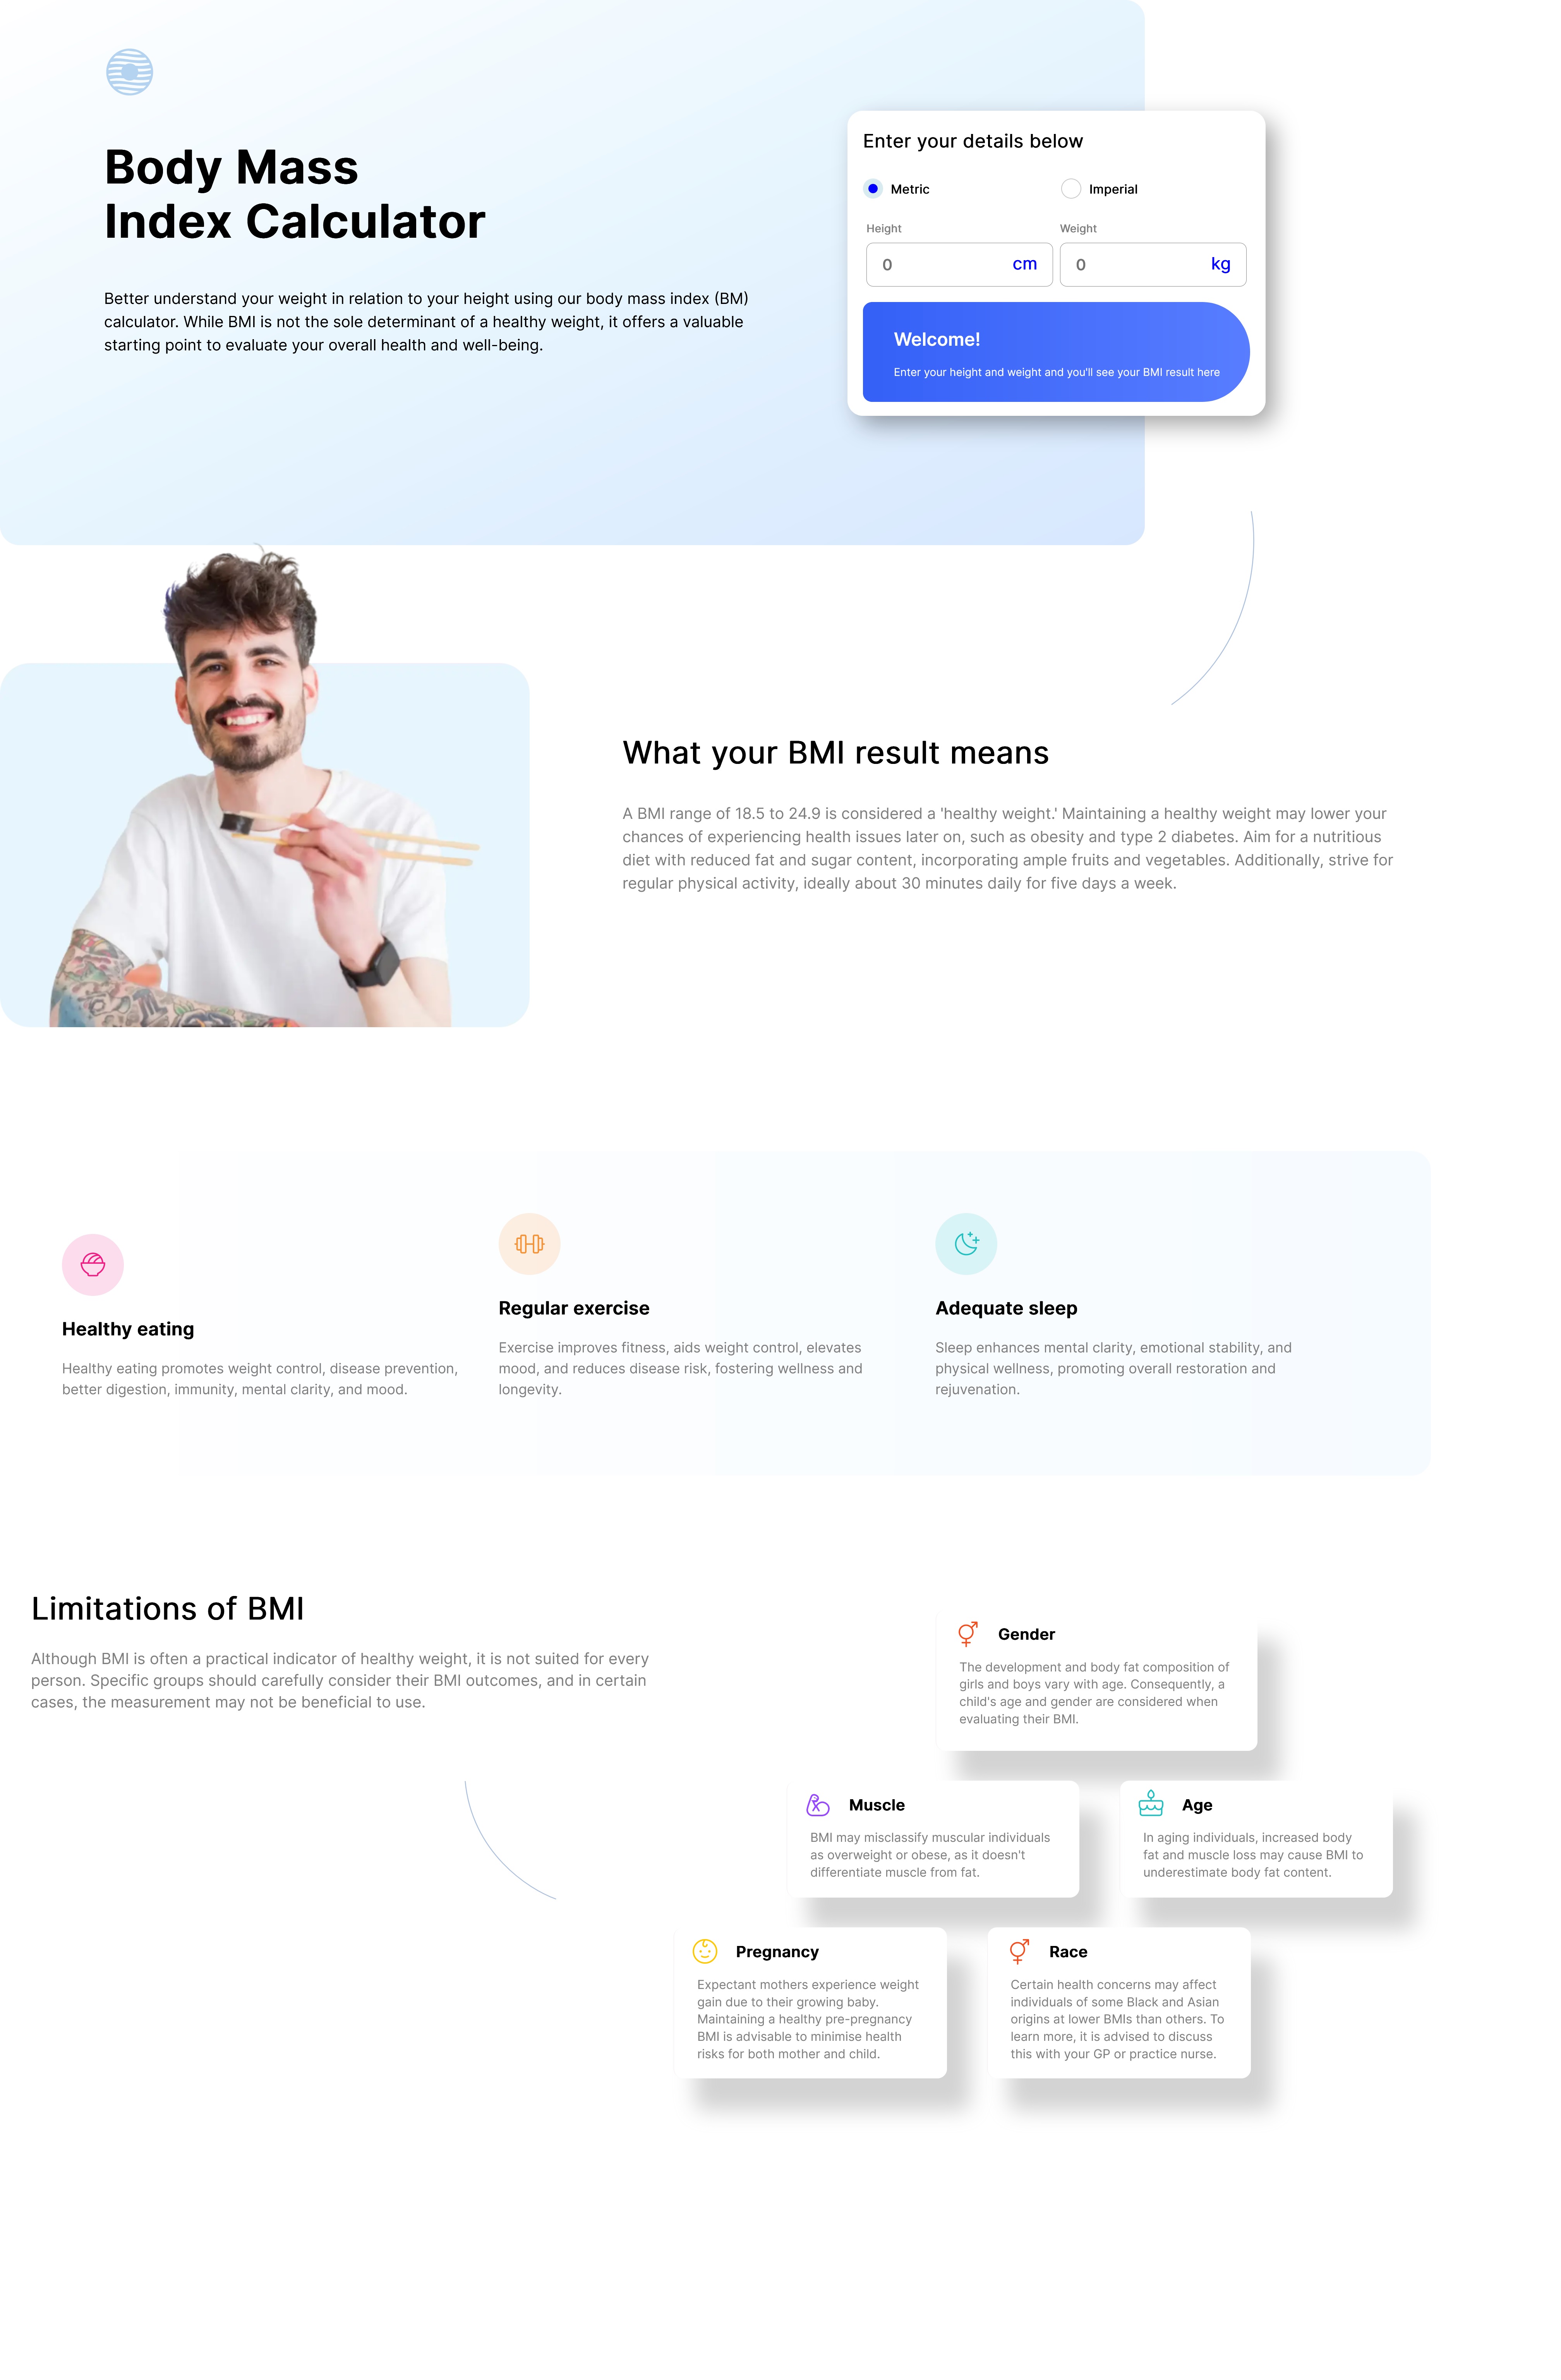 Body Mass
Index Calculator
Better understand your weight in relation to your height using our body mass index (BM)
calculator. While BMI is not the sole determinant of a healthy weight, it offers a valuable
starting point to evaluate your overall health and well-being.
Enter your details below
Metric
Imperial
Height
Weight
0 cm
0 kg
Welcome!
Enter your height and weight and you'll see your BMI result here
What your BMI result means
A BMI range of 18.5 to 24.9 is considered a 'healthy weight.' Maintaining a healthy weight may lower your
chances of experiencing health issues later on, such as obesity and type 2 diabetes. Aim for a nutritious
diet with reduced fat and sugar content, incorporating ample fruits and vegetables. Additionally, strive for
regular physical activity, ideally about 30 minutes daily for five days a week.
Healthy eating
Healthy eating promotes weight control, disease prevention,
better digestion, immunity, mental clarity, and mood.
Regular exercise
Exercise improves fitness, aids weight control, elevates
mood, and reduces disease risk, fostering wellness and
longevity.
Adequate sleep
Sleep enhances mental clarity, emotional stability, and
physical wellness, promoting overall restoration and
rejuvenation.
Limitations of BMI
Although BMI is often a practical indicator of healthy weight, it is not suited for every
person. Specific groups should carefully consider their BMI outcomes, and in certain
cases, the measurement may not be beneficial to use.
Gender
The development and body fat composition of
girls and boys vary with age. Consequently, a
child's age and gender are considered when
evaluating their BMI.
Muscle
BMI may misclassify muscular individuals
as overweight or obese, as it doesn't
differentiate muscle from fat.
Age
In aging individuals, increased body
fat and muscle loss may cause BMI to
underestimate body fat content.
Pregnancy
Expectant mothers experience weight
gain due to their growing baby.
Maintaining a healthy pre-pregnancy
BMI is advisable to minimise health
risks for both mother and child.
Race
Certain health concerns may affect
individuals of some Black and Asian
origins at lower BMIs than others. To
learn more, it is advised to discuss
this with your GP or practice nurse.